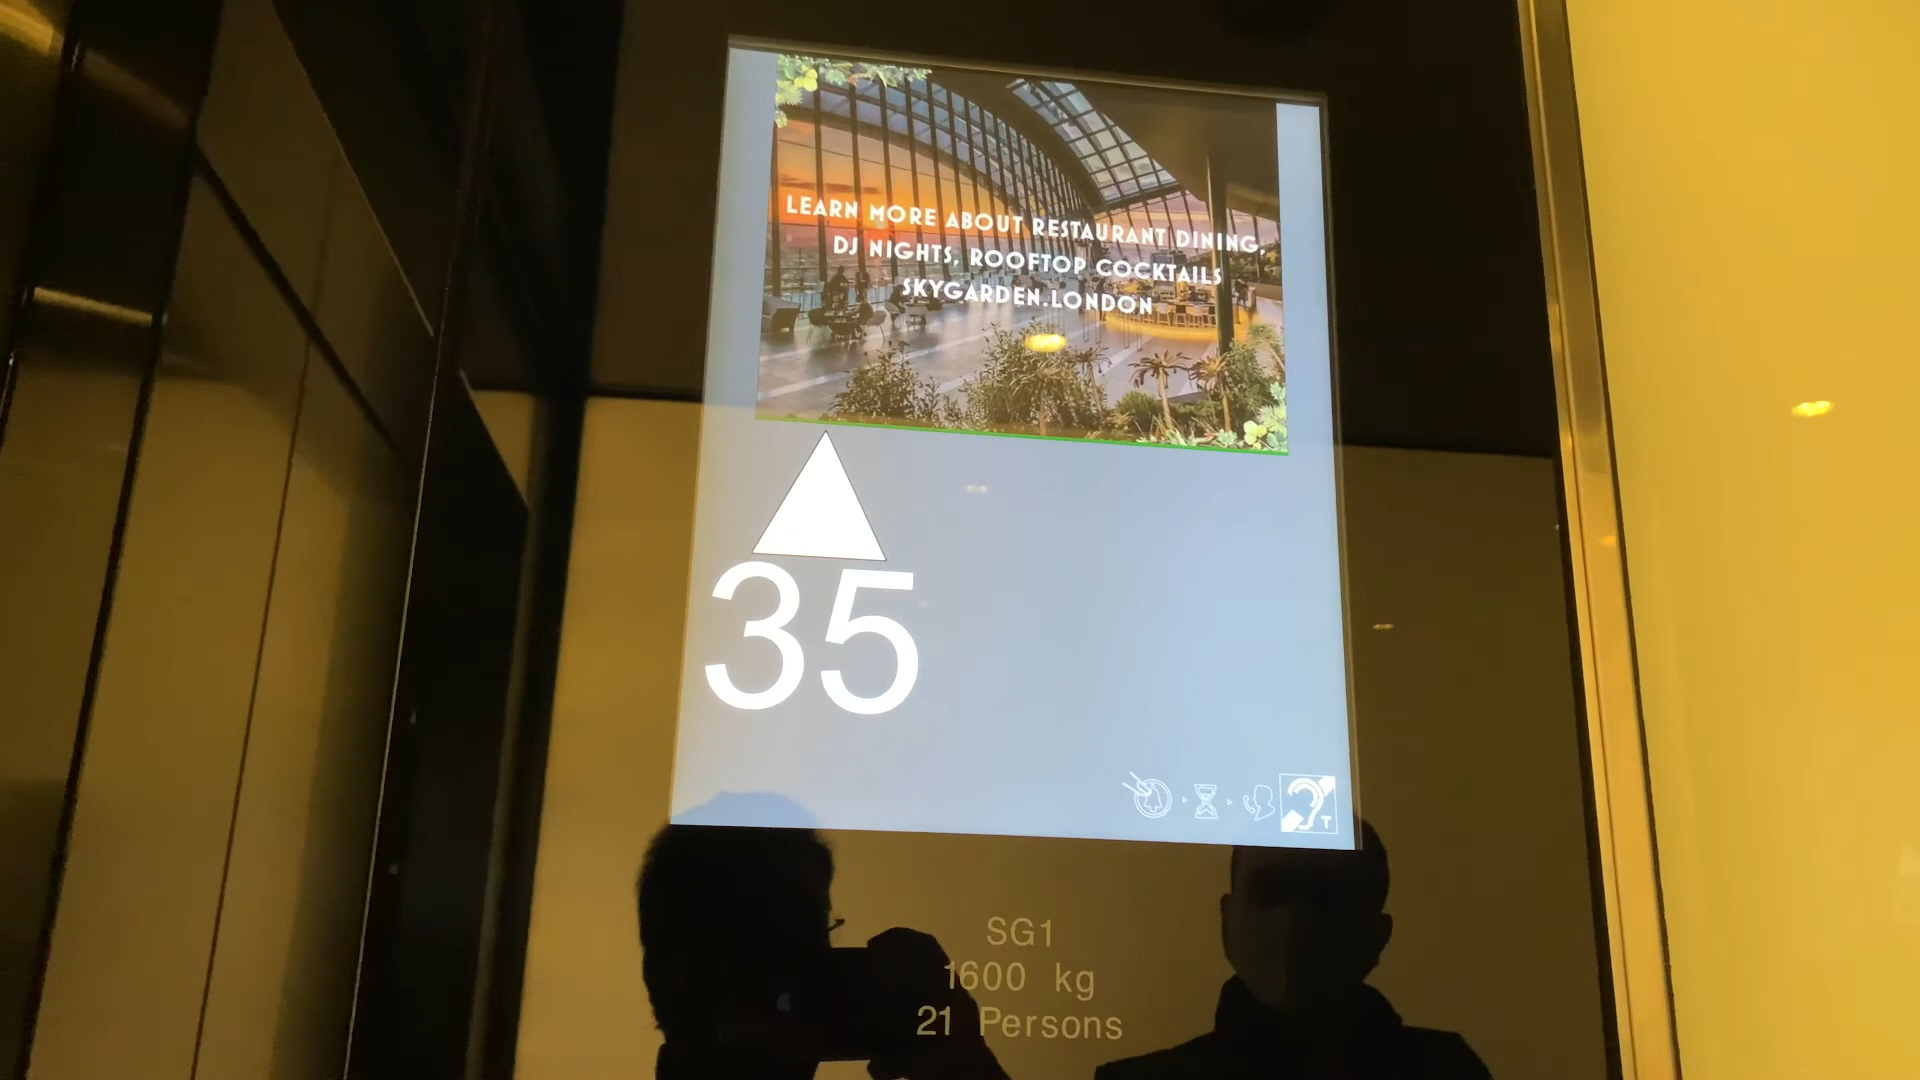 LEARN MORE ABOUT RESTAURANT DINING,
DJ NIGHTS, ROOFTOP COCKTAILS
SKYGARDEN.LONDON
35
T
SG1
1600 kg
21 Persons